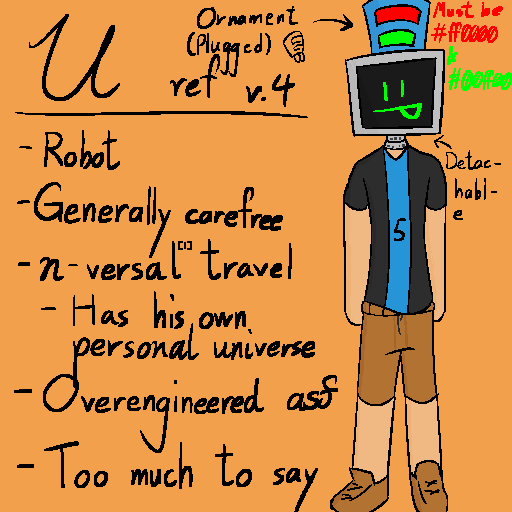 U
ref v.4
Ornament
(Plugged)
Must be
#ff0000
&
#00ff00
Detac-
habl-
e
5
- Robot
- Generally carefree
- n-versal[1] travel
- Has his own
personal universe
- Overengineered asf
- Too much to say